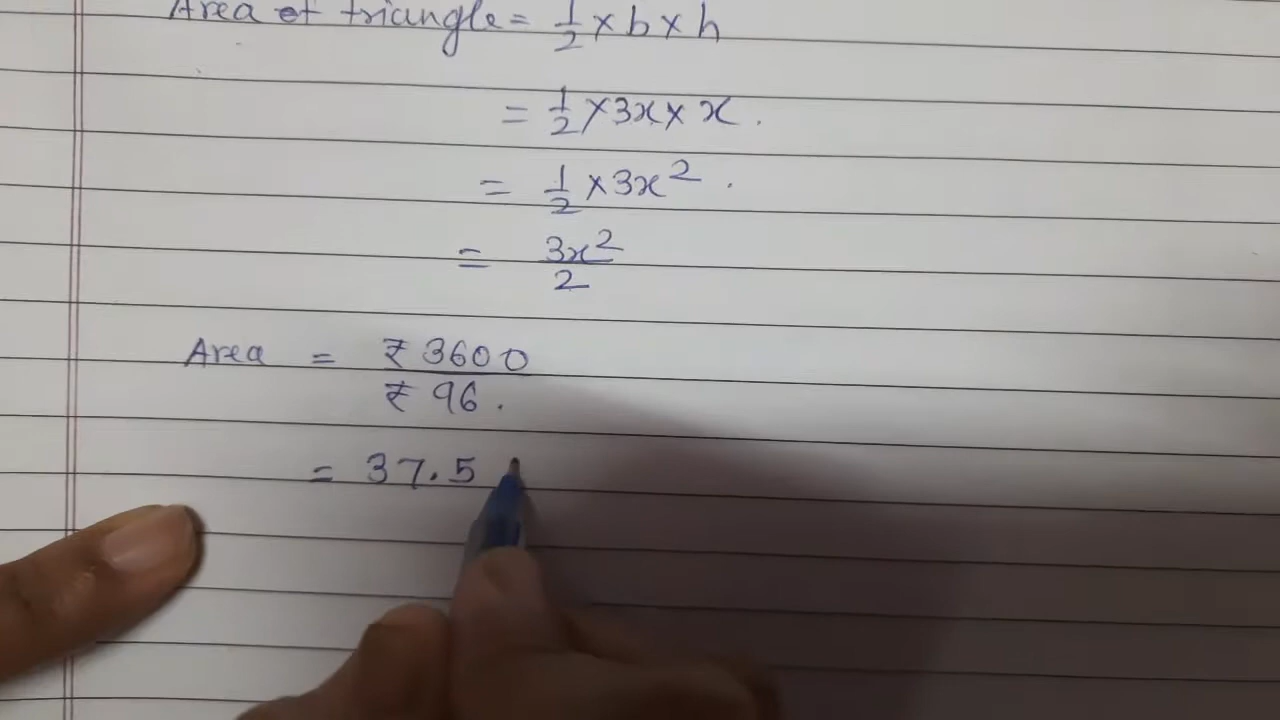 Area of triangle = 1/2 × b × h
= 1/2 × 3x × x.
= 1/2 × 3x².
= 3x²/2
Area = ₹ 3600 / ₹ 96.
= 37.5